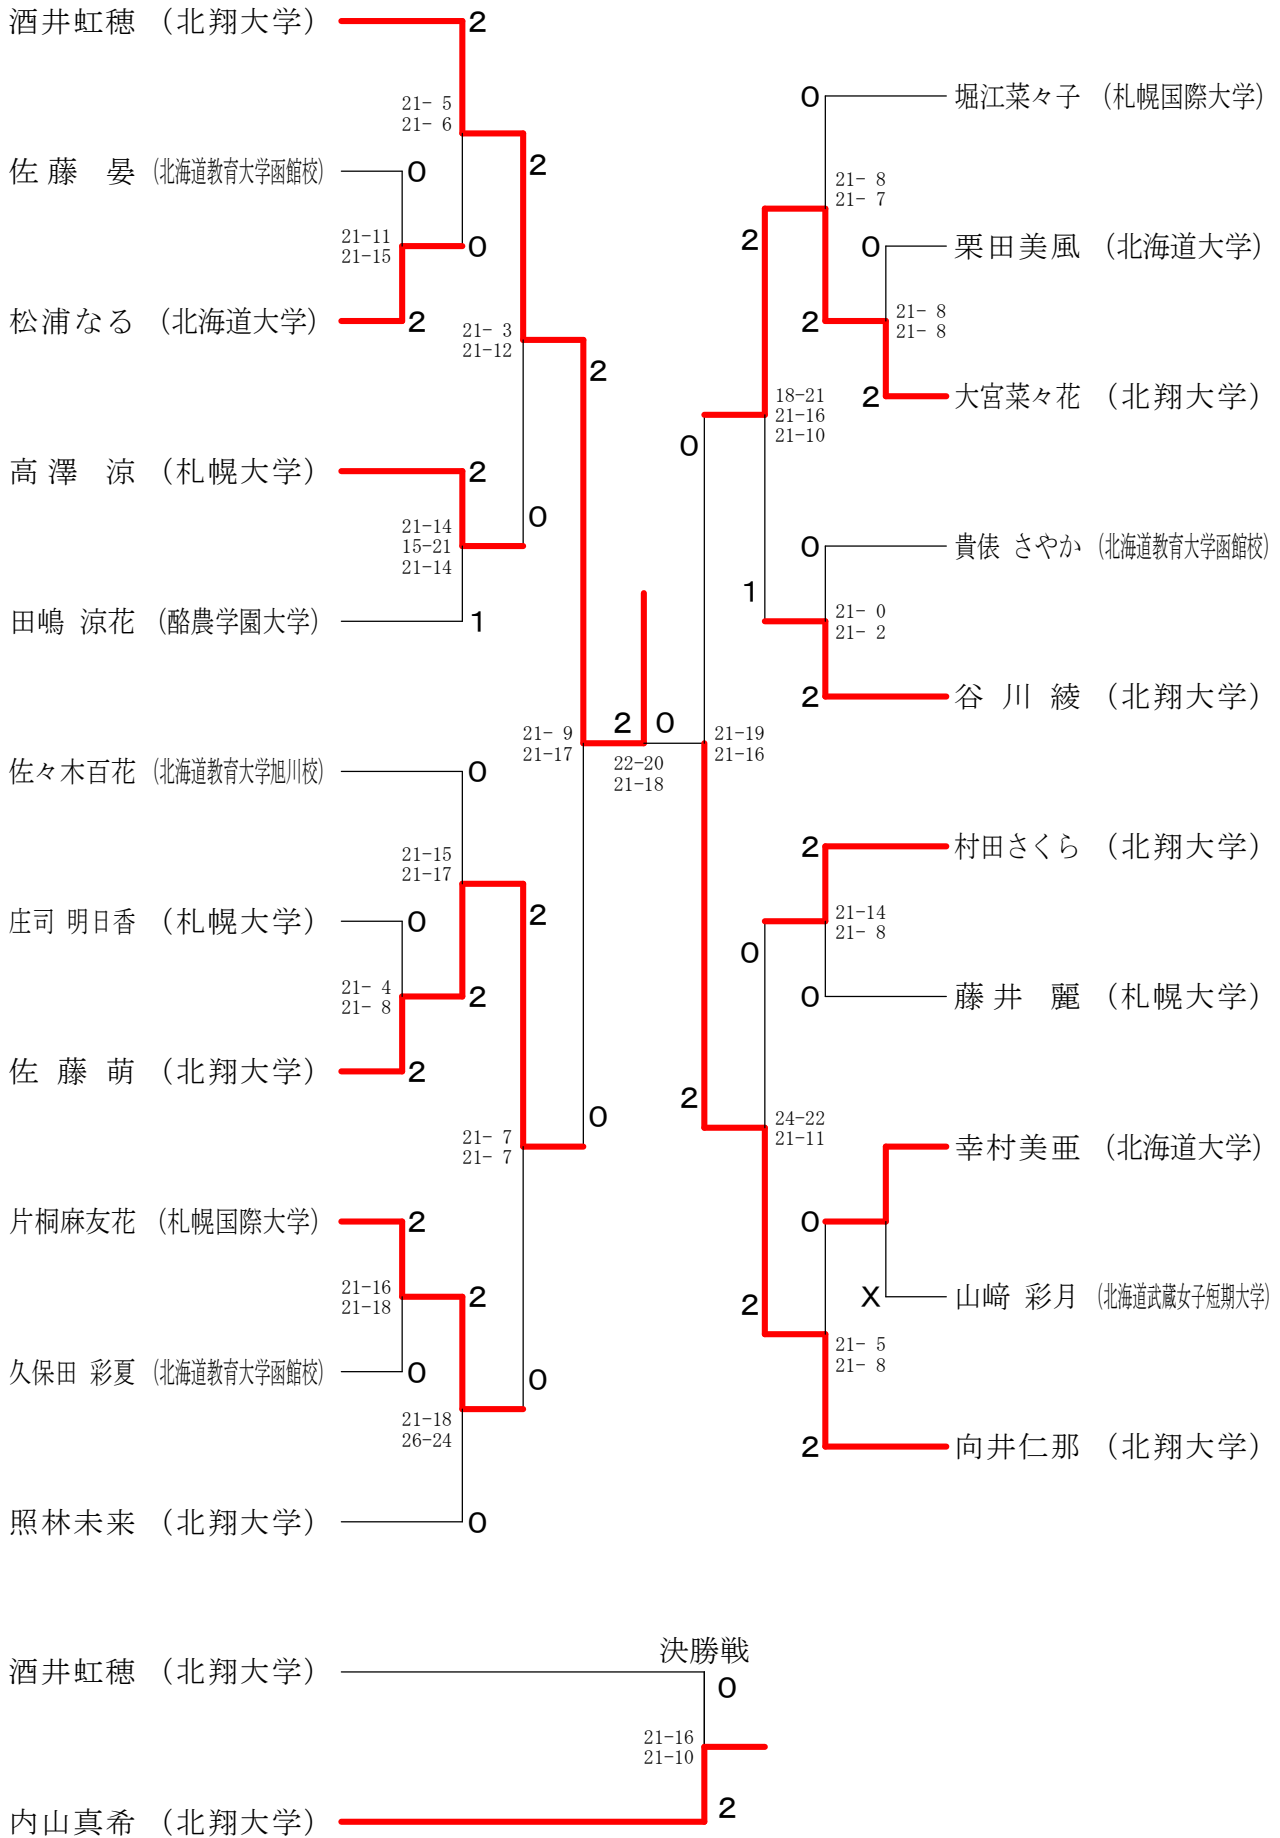 酒井虹穂 （北翔大学） 2
21- 5
21- 6
佐藤 晏 (北海道教育大学函館校) 0
2
21-11
21-15
0
松浦なる （北海道大学） 2
21- 3
21-12
2
高澤 涼 （札幌大学） 2
21-14
15-21
21-14
0
田嶋 涼花 （酪農学園大学） 1
21- 9
21-17
2
佐々木百花 (北海道教育大学旭川校) 0
21-15
21-17
庄司 明日香 （札幌大学） 0
2
21- 4
21- 8
2
佐藤萌 （北翔大学） 2
21- 7
21- 7
0
片桐麻友花 （札幌国際大学） 2
21-16
21-18
2
久保田 彩夏 (北海道教育大学函館校) 0
0
21-18
26-24
照林未来 （北翔大学） 0
2 0
22-20
21-18
0 堀江菜々子 （札幌国際大学）
21- 8
21- 7
2
0 栗田美風 （北海道大学）
21- 8
21- 8
2
2 大宮菜々花 （北翔大学）
18-21
21-16
21-10
0
0 貴俵 さやか (北海道教育大学函館校)
1
21- 0
21- 2
2 谷川綾 （北翔大学）
21-19
21-16
2 村田さくら （北翔大学）
21-14
21- 8
0
0 藤井 麗 （札幌大学）
2
24-22
21-11
幸村美亜 （北海道大学）
0
X 山﨑 彩月 (北海道武蔵女子短期大学)
2
21- 5
21- 8
2 向井仁那 （北翔大学）
決勝戦
酒井虹穂 （北翔大学） 0
21-16
21-10
内山真希 （北翔大学） 2